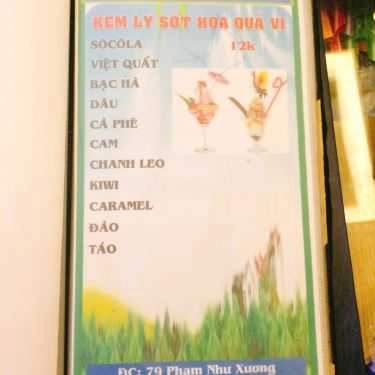 KEM LY SỐT HOA QUẢ VỊ
SÔCÔLA 12k
VIỆT QUẤT
BẠC HÀ
DÂU
CÀ PHÊ
CAM
CHANH LEO
KIWI
CARAMEL
ĐÀO
TÁO
ĐC: 79 Phạm Như Xương